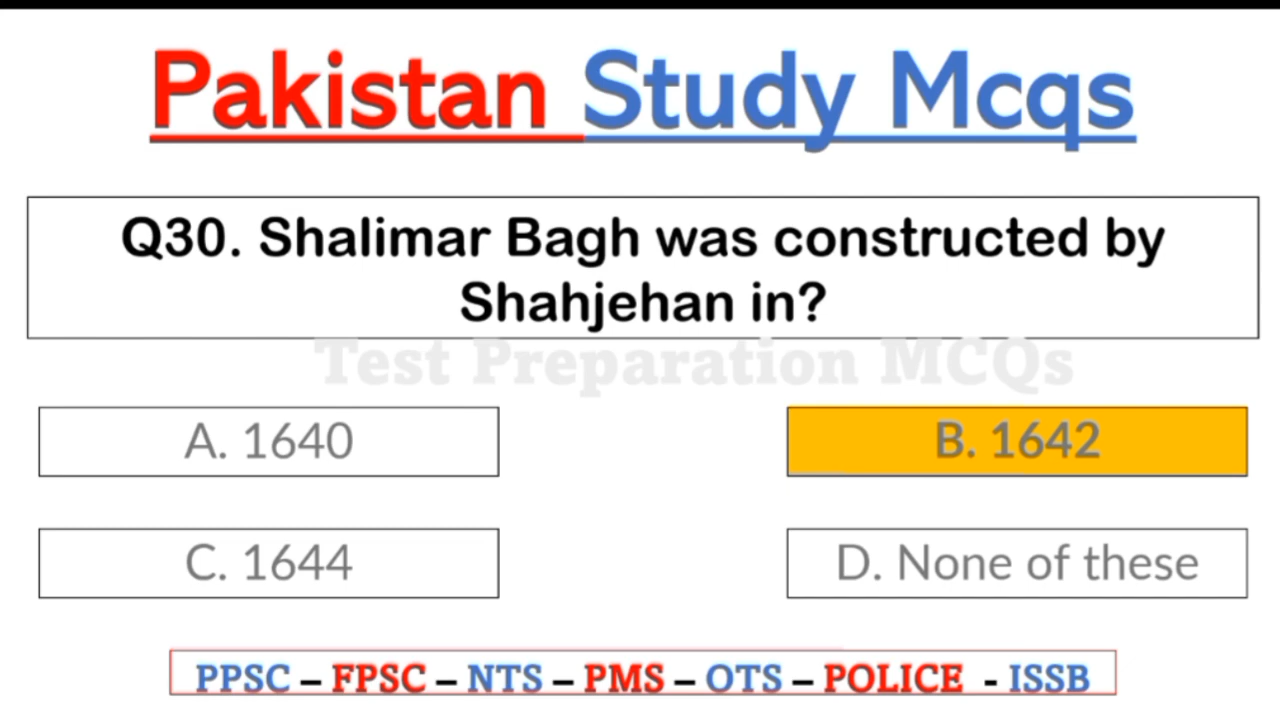 Pakistan Study Mcqs
Q30. Shalimar Bagh was constructed by
Shahjehan in?
Test Preparation MCQs
A. 1640
B. 1642
C. 1644
D. None of these
PPSC – FPSC – NTS – PMS – OTS – POLICE - ISSB